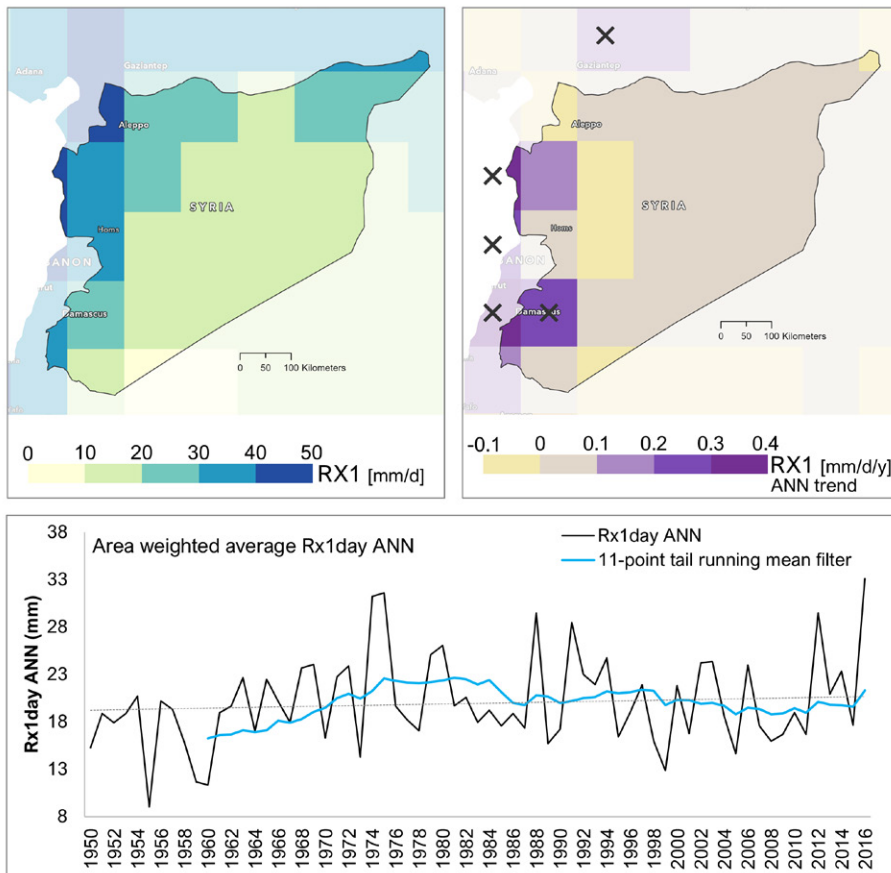 Adana
Gaziantep
Aleppo
SYRIA
Homs
ANON
rut
Damascus
0 50 100 Kilometers
0 10 20 30 40 50
RX1 [mm/d]
Gaziantep
Adana
Aleppo
SYRIA
Homs
ANON
rut
Damascus
0 50 100 Kilometers
-0.1 0 0.1 0.2 0.3 0.4
RX1 [mm/d/y]
ANN trend
Area weighted average Rx1day ANN
Rx1day ANN
11-point tail running mean filter
Rx1day ANN (mm)
38
33
28
23
18
13
8
1950 1952 1954 1956 1958 1960 1962 1964 1966 1968 1970 1972 1974 1976 1978 1980 1982 1984 1986 1988 1990 1992 1994 1996 1998 2000 2002 2004 2006 2008 2010 2012 2014 2016